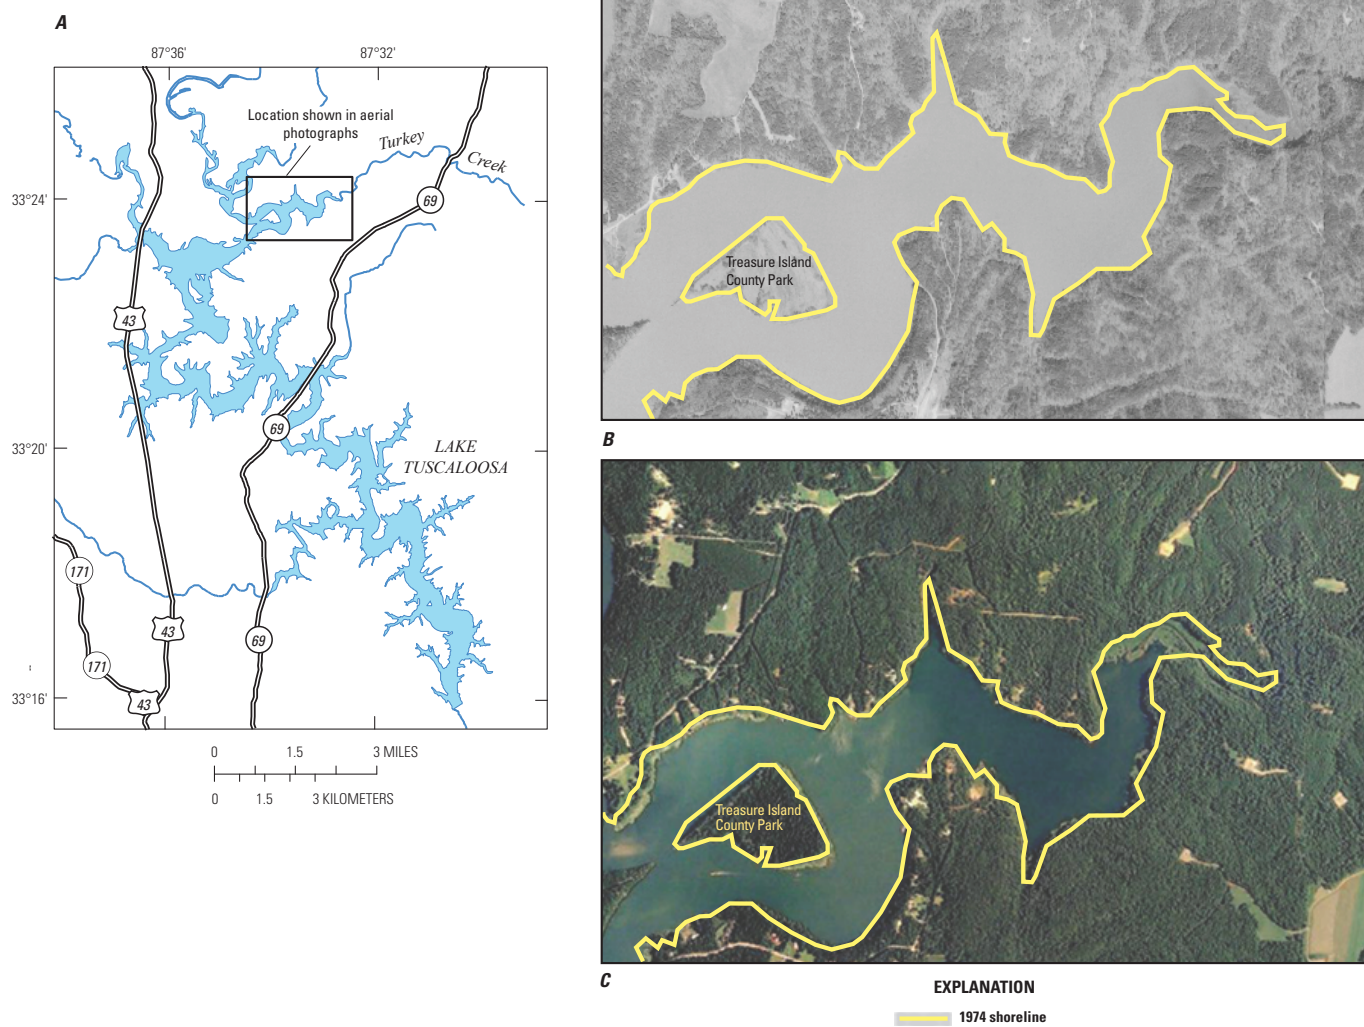 A
87°36'
87°32'
Location shown in aerial
photographs
Turkey
Creek
33°24'
69
43
33°20'
69
LAKE
TUSCALOOSA
171
43
69
171
33°16'
43
0 1.5 3 MILES
0 1.5 3 KILOMETERS
Treasure Island
County Park
B
Treasure Island
County Park
C
EXPLANATION
1974 shoreline